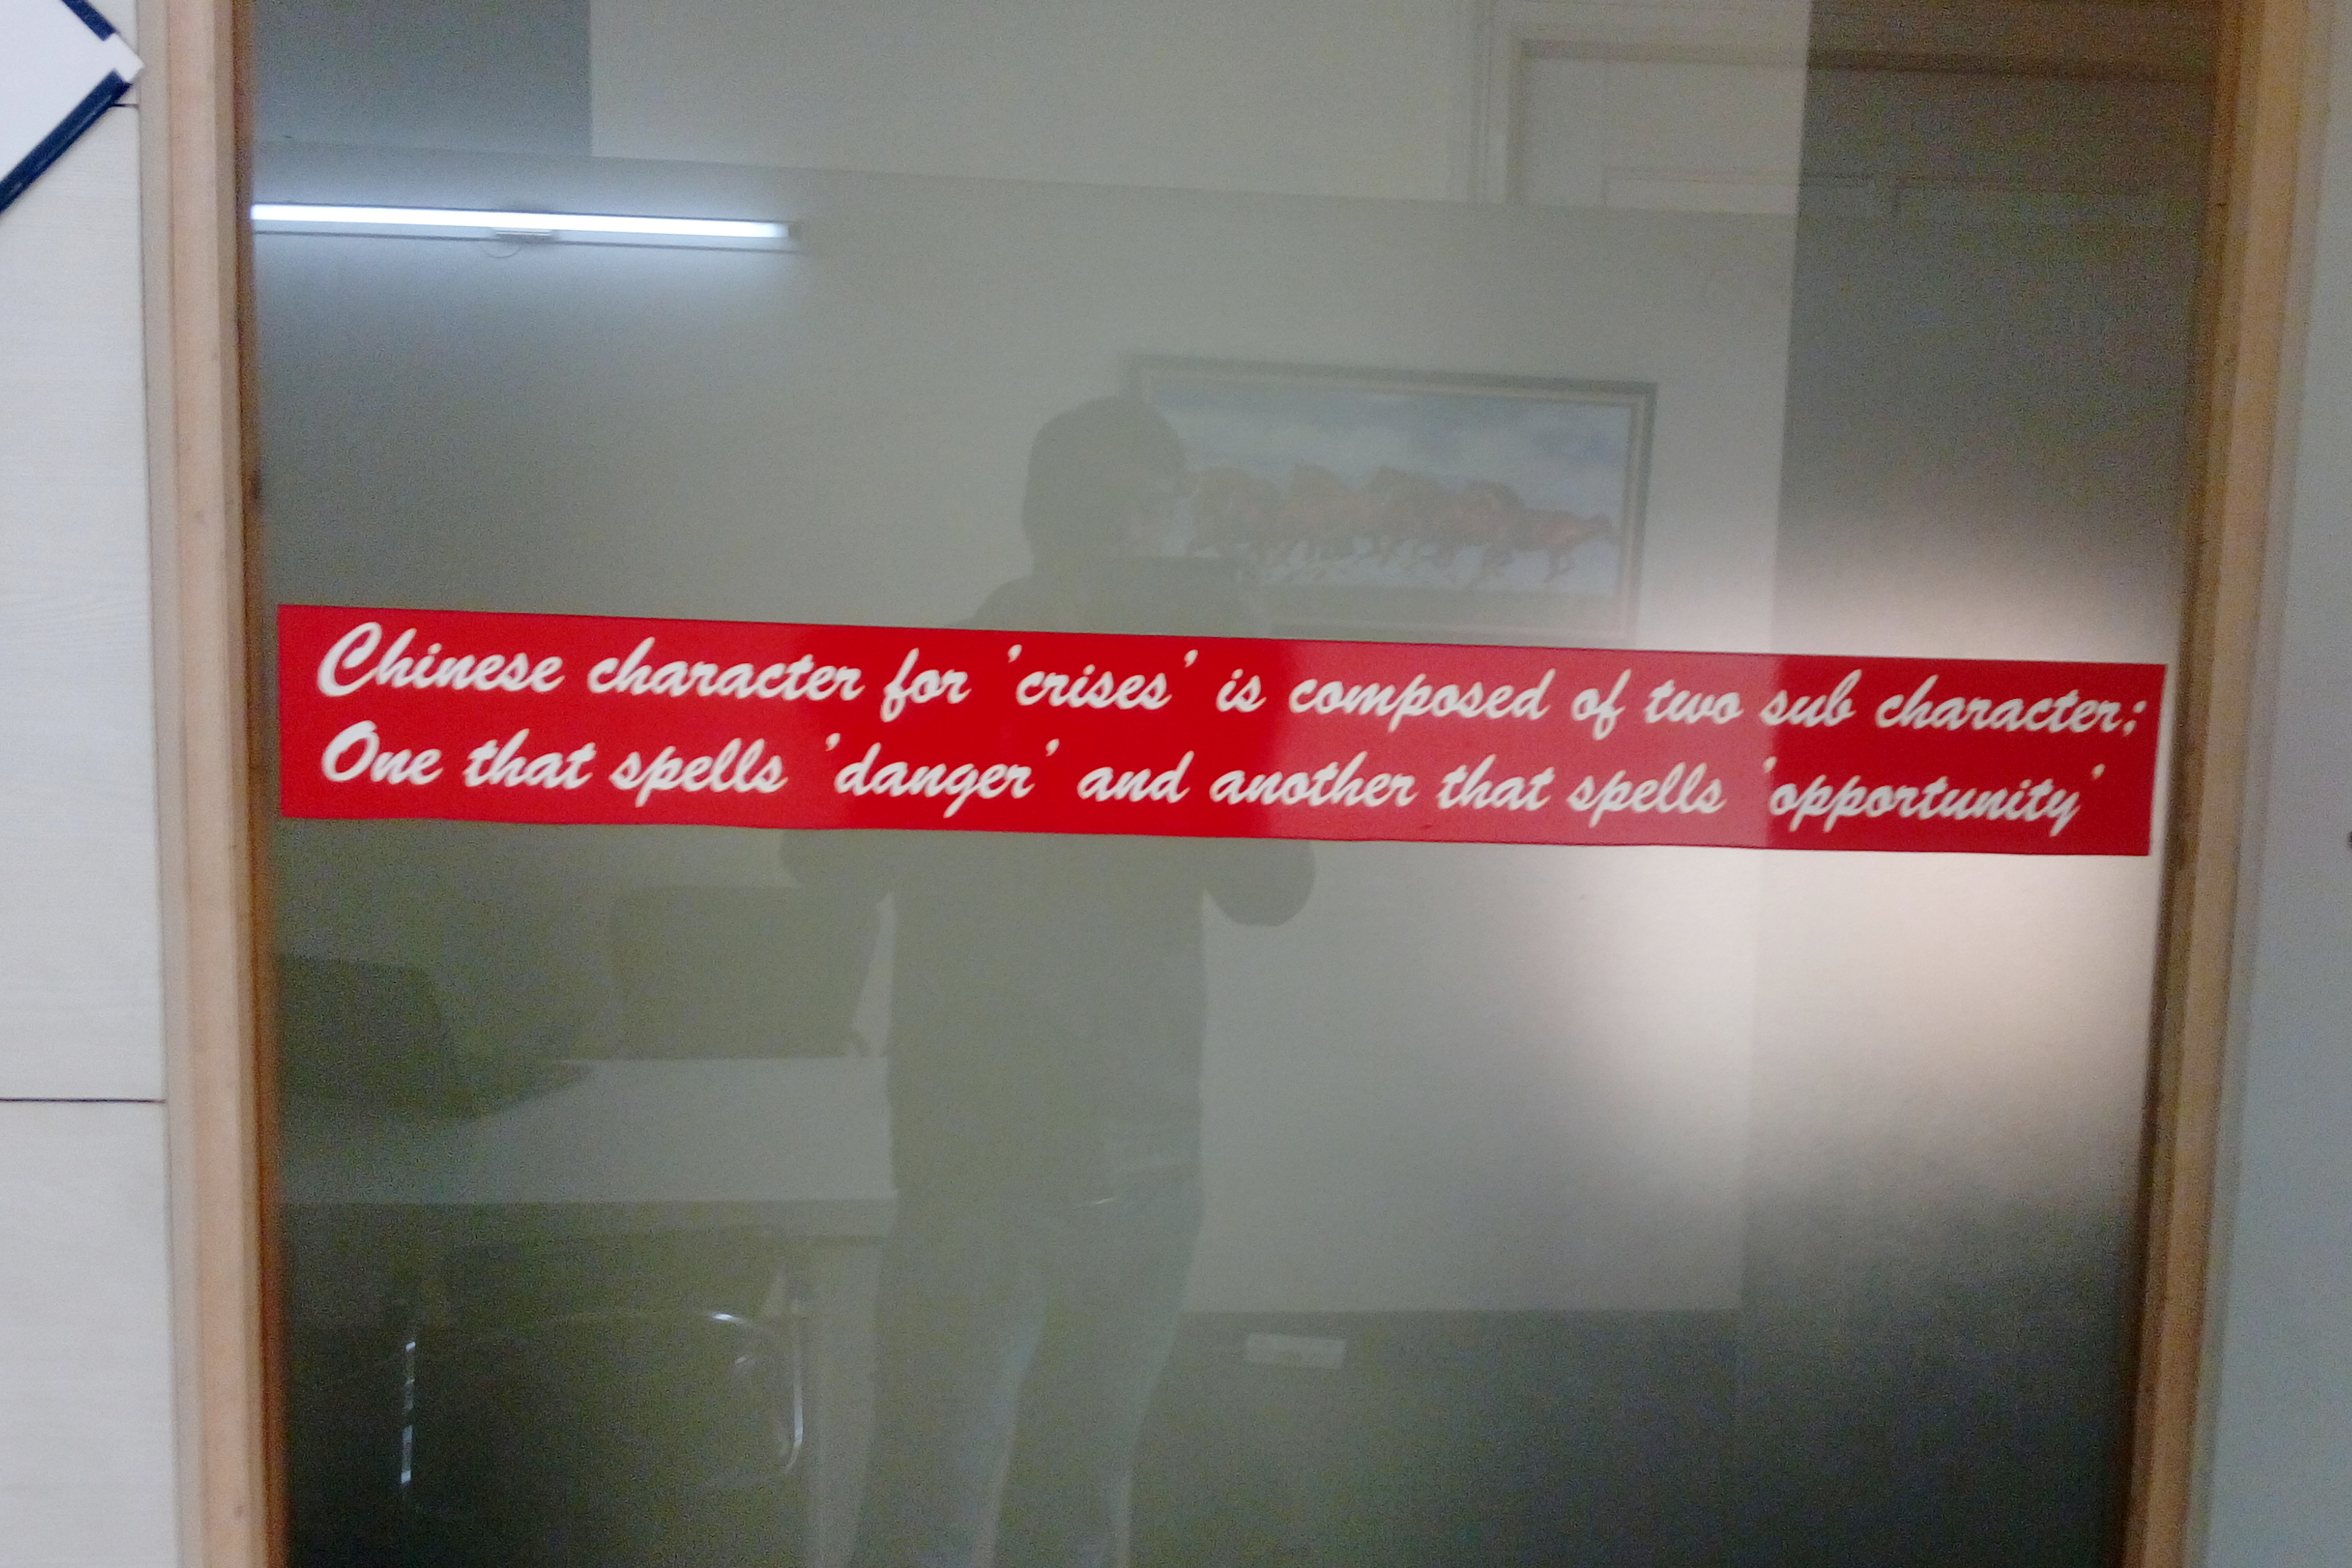 Chinese character for 'crises' is composed of two sub character;
One that spells 'danger' and another that spells 'opportunity'